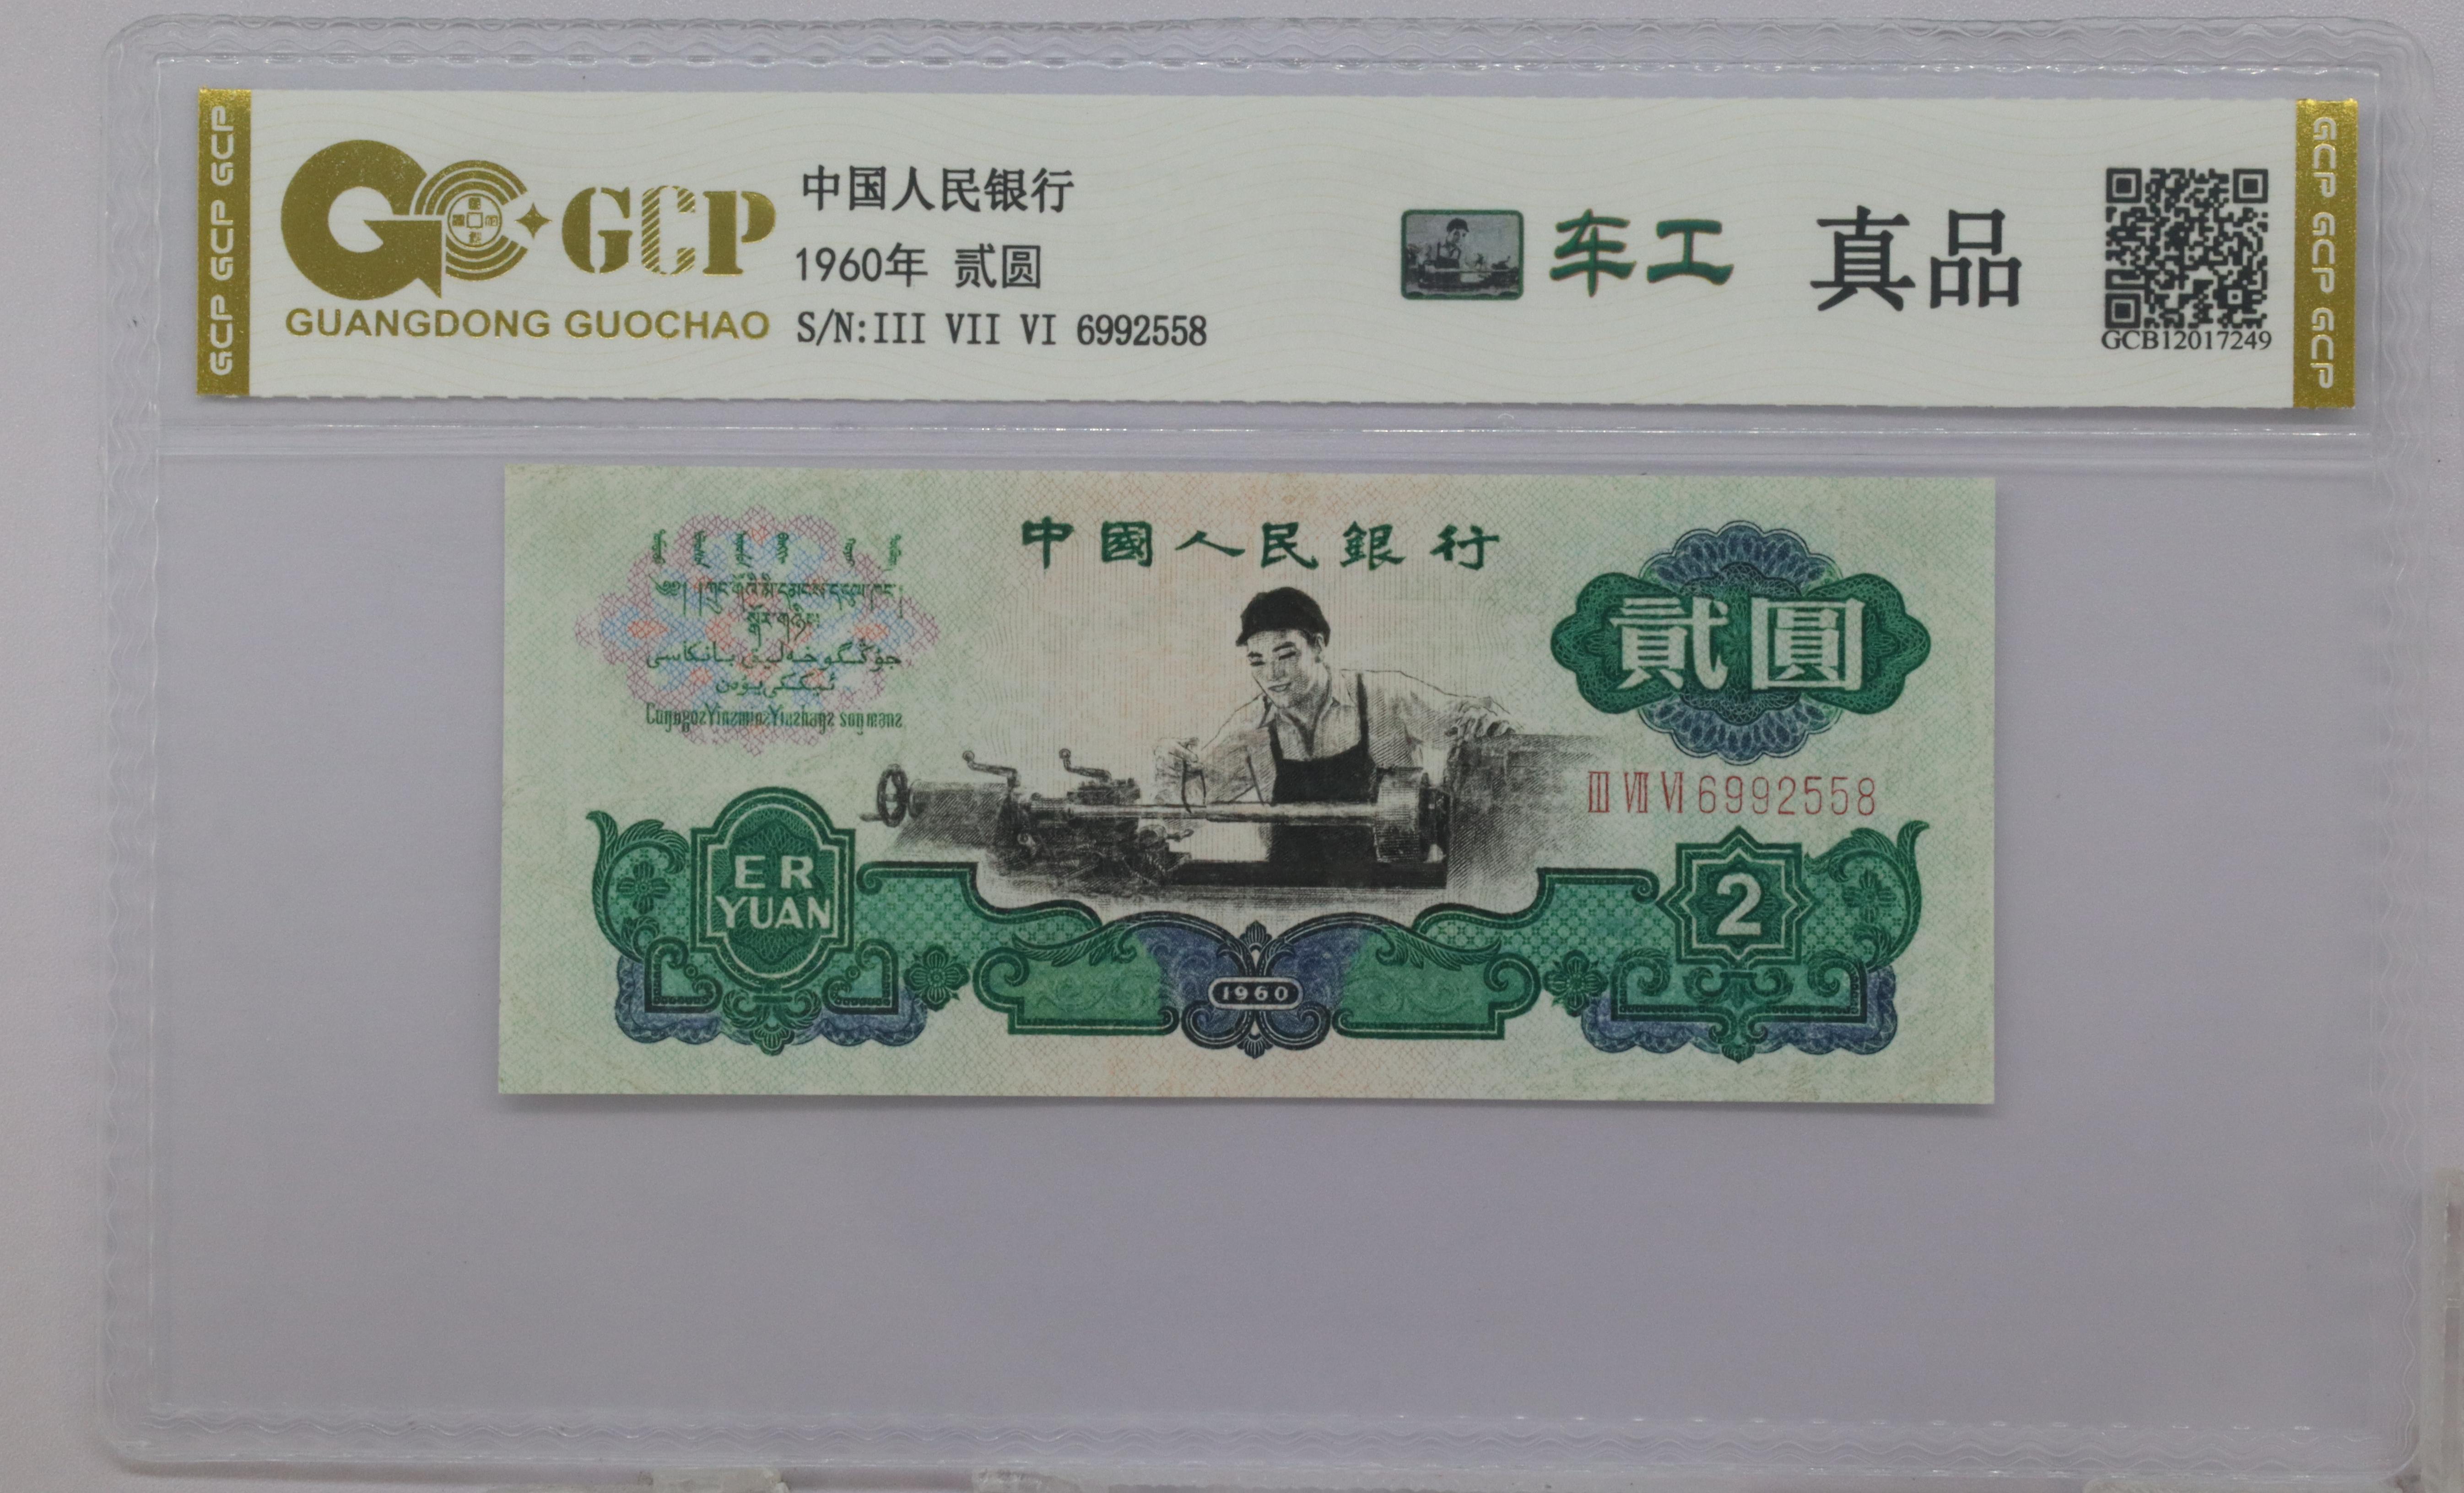 GCP GCP GCP
GCP
GUANGDONG GUOCHAO
中国人民银行
1960年 贰圆
S/N:III VII VI 6992558
车工
真品
GCB12017249
GCP GCP GCP
中國人民銀行
貳圓
III VII VI 6992558
ER
YUAN
1960
2